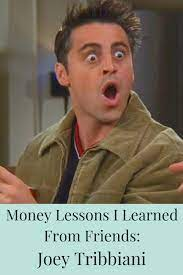 Money Lessons I Learned
From Friends:
Joey Tribbiani